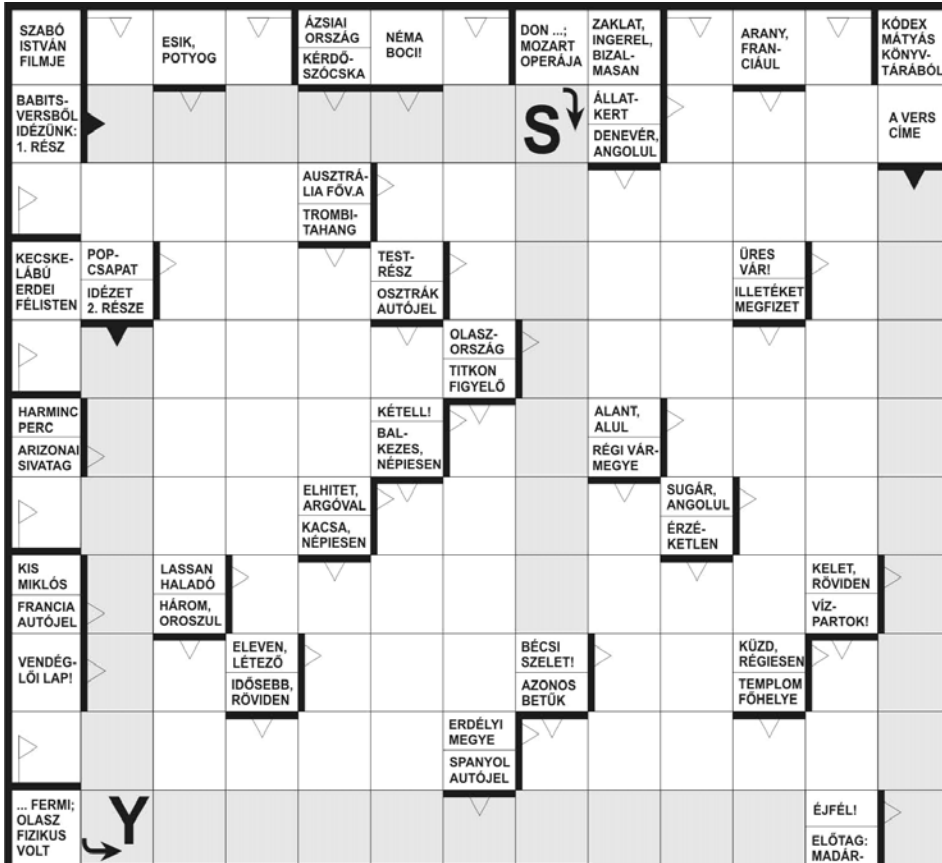 SZABÓ
ISTVÁN
FILMJE
ESIK,
POTYOG
ÁZSIAI
ORSZÁG
KÉRDŐ-
SZÓCSKA
NÉMA
BOCI!
DON ...;
MOZART
OPERÁJA
ZAKLAT,
INGEREL,
BIZAL-
MASAN
ARANY,
FRAN-
CIÁUL
KÓDEX
MÁTYÁS
KÖNYV-
TÁRÁBÓL
BABITS-
VERSBŐL
IDÉZÜNK:
1. RÉSZ
S
ÁLLAT-
KERT
DENEVÉR,
ANGOLUL
A VERS
CÍME
AUSZTRÁ-
LIA FŐV.A
TROMBI-
TAHANG
KECSKE-
LÁBÚ
ERDEI
FÉLISTEN
POP-
CSAPAT
IDÉZET
2. RÉSZE
TEST-
RÉSZ
OSZTRÁK
AUTÓJEL
ÜRES
VÁR!
ILLETÉKET
MEGFIZET
OLASZ-
ORSZÁG
TITKON
FIGYELŐ
HARMINC
PERC
ARIZONAI
SIVATAG
KÉTELL!
BAL-
KEZES,
NÉPIESEN
ALANT,
ALUL
RÉGI VÁR-
MEGYE
ELHITET,
ARGÓVAL
KACSA,
NÉPIESEN
SUGÁR,
ANGOLUL
ÉRZÉ-
KETLEN
KIS
MIKLÓS
FRANCIA
AUTÓJEL
LASSAN
HALADÓ
HÁROM,
OROSZUL
KELET,
RÖVIDEN
VÍZ-
PARTOK!
VENDÉG-
LŐI LAP!
ELEVEN,
LÉTEZŐ
IDŐSEBB,
RÖVIDEN
BÉCSI
SZELET!
AZONOS
BETŰK
KÜZD,
RÉGIESEN
TEMPLOM
FŐHELYE
ERDÉLYI
MEGYE
SPANYOL
AUTÓJEL
... FERMI;
OLASZ
FIZIKUS
VOLT
Y
ÉJFÉL!
ELŐTAG:
MADÁR-